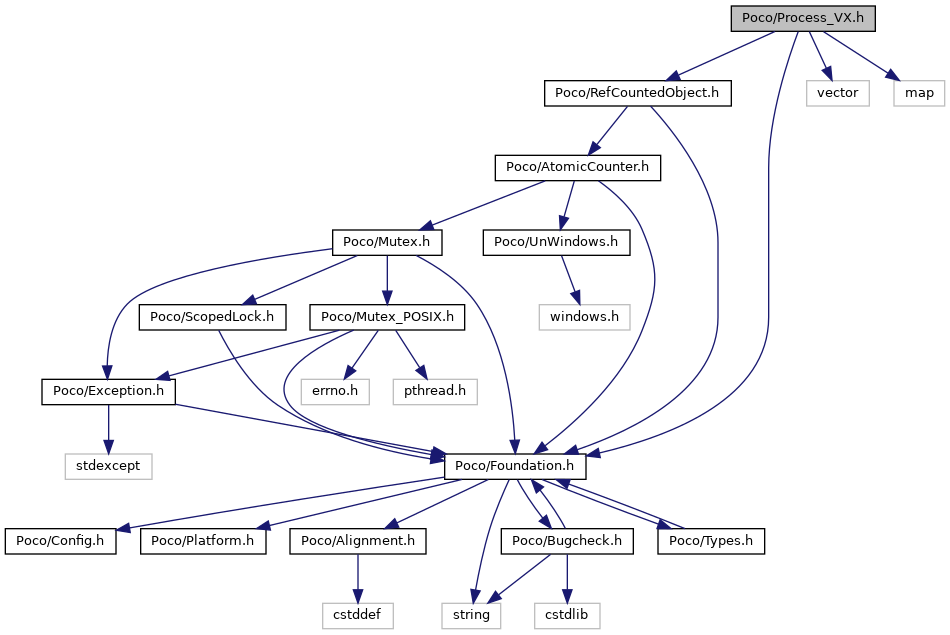 Poco/Process_VX.h
Poco/RefCountedObject.h
vector
map
Poco/AtomicCounter.h
Poco/Mutex.h
Poco/UnWindows.h
Poco/ScopedLock.h
Poco/Mutex_POSIX.h
windows.h
Poco/Exception.h
errno.h
pthread.h
stdexcept
Poco/Foundation.h
Poco/Config.h
Poco/Platform.h
Poco/Alignment.h
Poco/Bugcheck.h
Poco/Types.h
cstddef
string
cstdlib